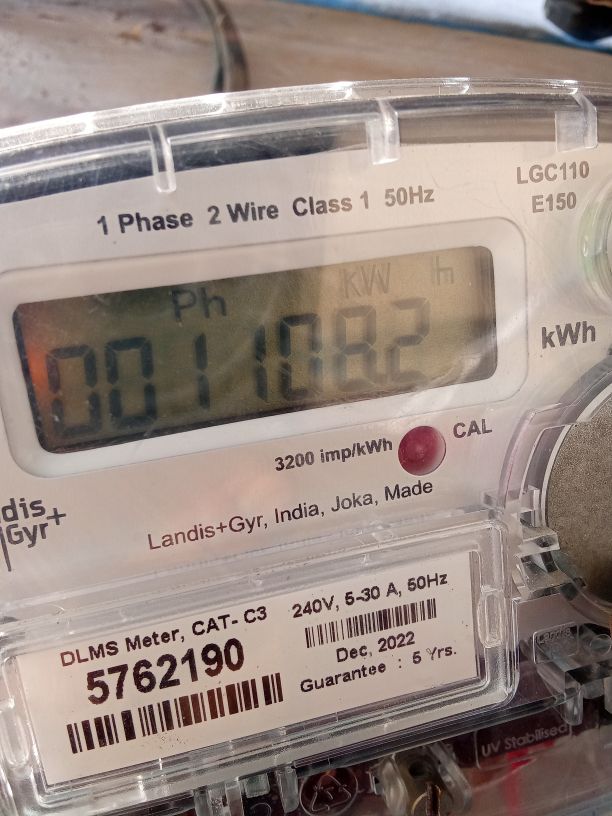 LGC110
E150
1 Phase 2 Wire Class 1 50Hz
Ph kW h
001108.2
kWh
3200 imp/kWh CAL
dis
Gyr+
Landis+Gyr, India, Joka, Made
DLMS Meter, CAT- C3
5762190
240V, 5-30 A, 50Hz
Dec, 2022
Guarantee : 5 Yrs.
UV Stabilised